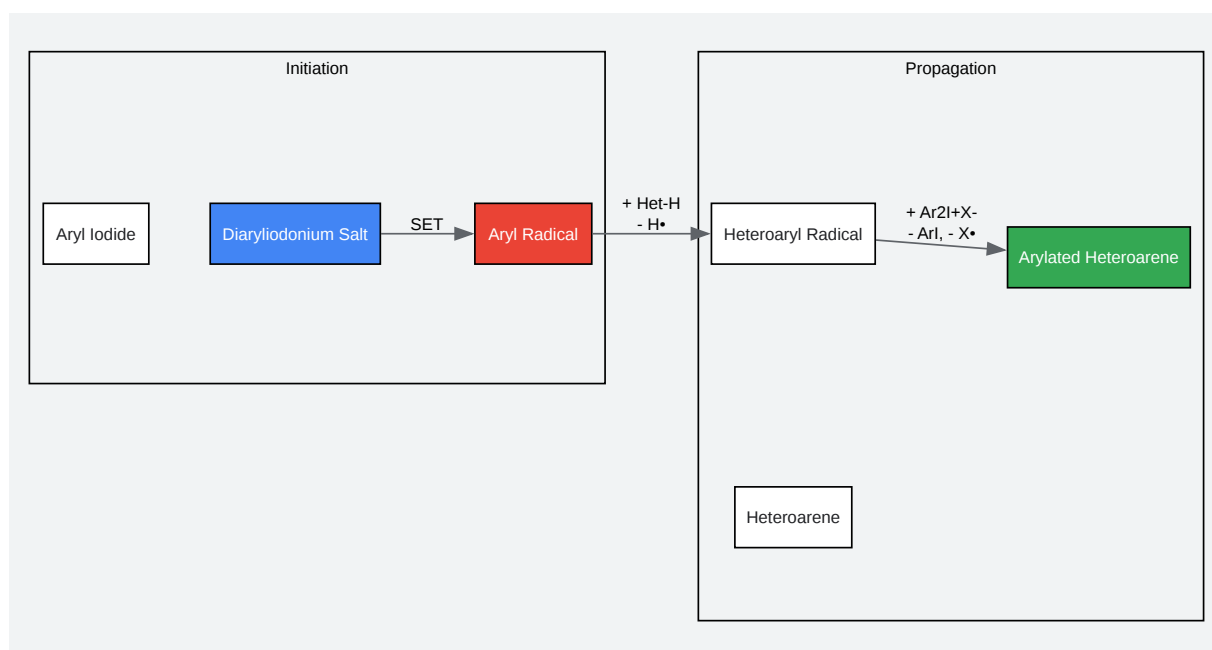 Initiation
Propagation
Aryl Iodide
Diaryliodonium Salt
SET
Aryl Radical
+ Het-H
- H•
Heteroaryl Radical
+ Ar2I+X-
- ArI, - X•
Arylated Heteroarene
Heteroarene